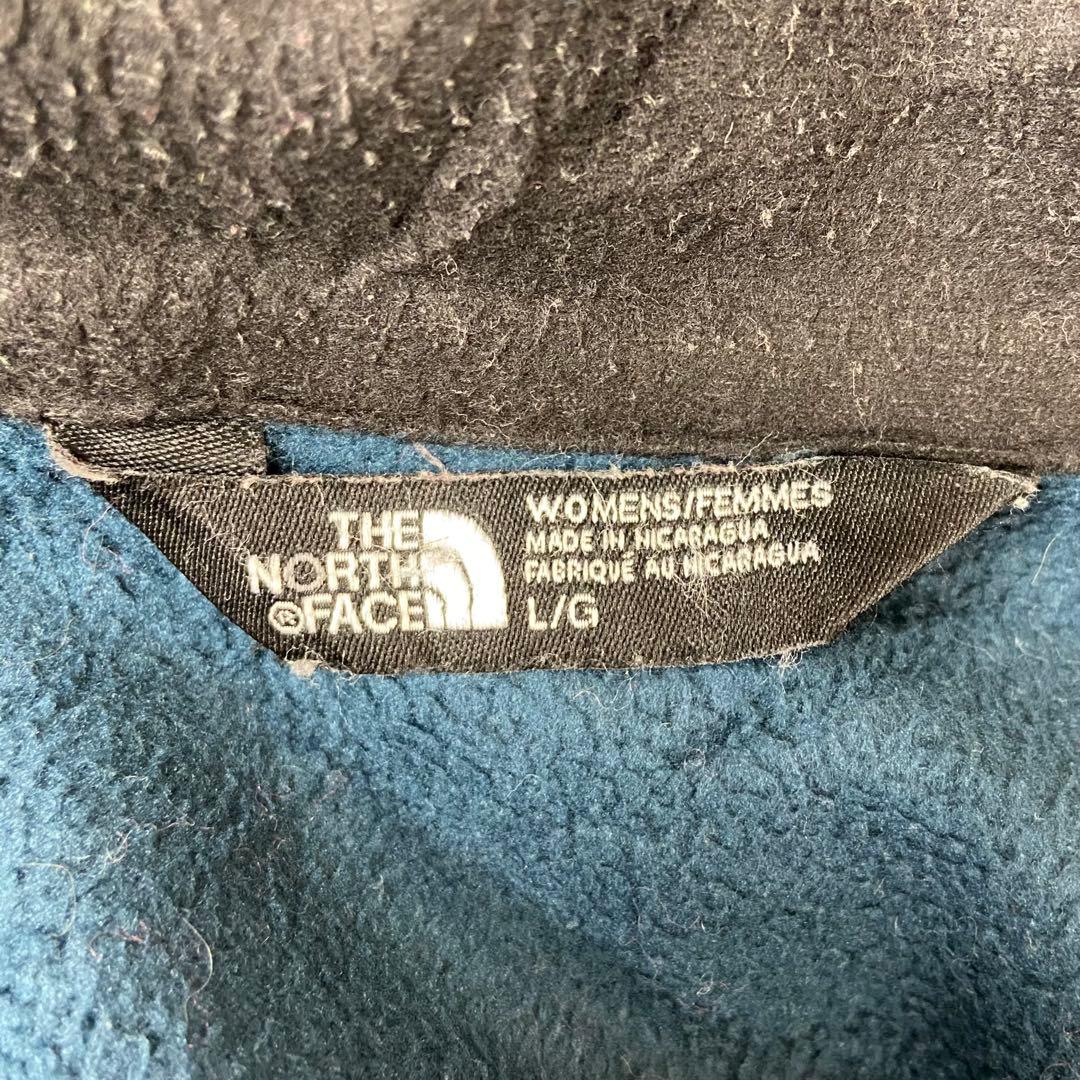 THE
NORTH
®FACE
WOMENS/FEMMES
MADE IN NICARAGUA
FABRIQUÉ AU NICARAGUA
L/G